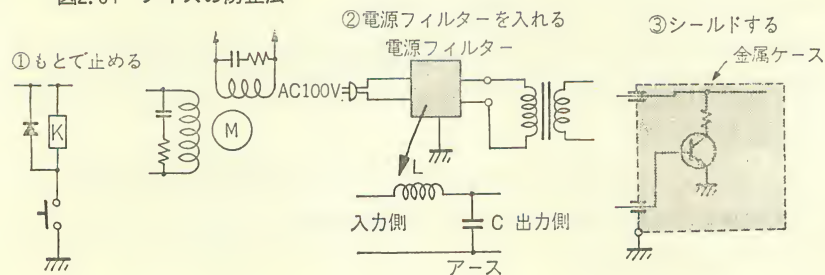 ①もとで止める
K
M
②電源フィルターを入れる
電源フィルター
AC100V
L
入力側
C
出力側
アース
③シールドする
金属ケース